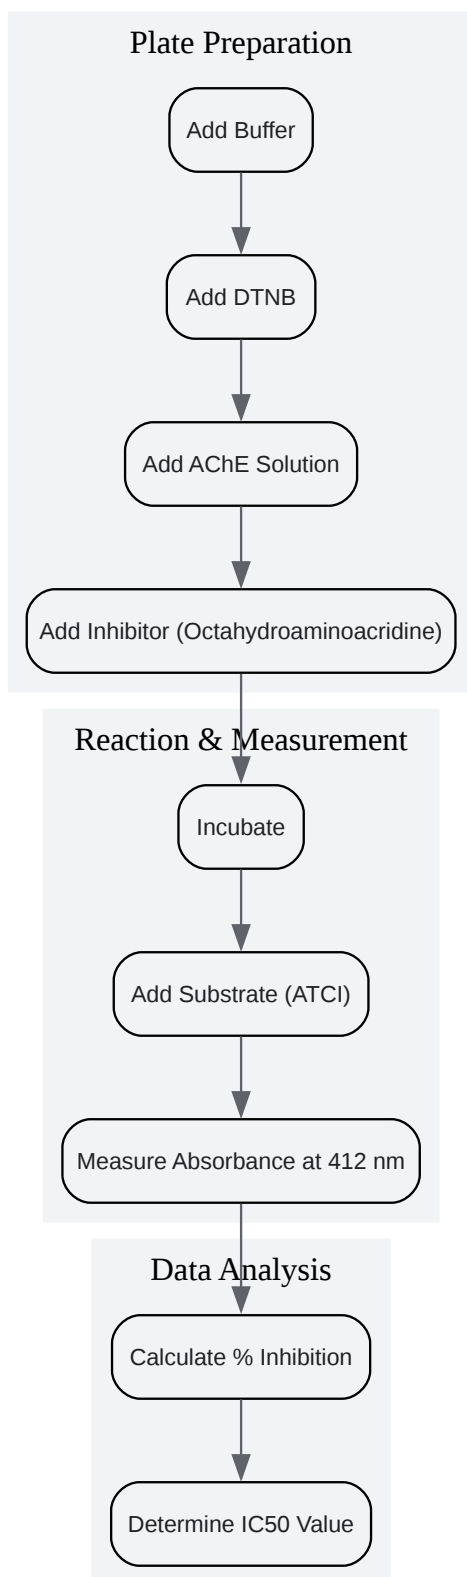 Plate Preparation
Add Buffer
Add DTNB
Add AChE Solution
Add Inhibitor (Octahydroaminoacridine)
Reaction & Measurement
Incubate
Add Substrate (ATCI)
Measure Absorbance at 412 nm
Data Analysis
Calculate % Inhibition
Determine IC50 Value